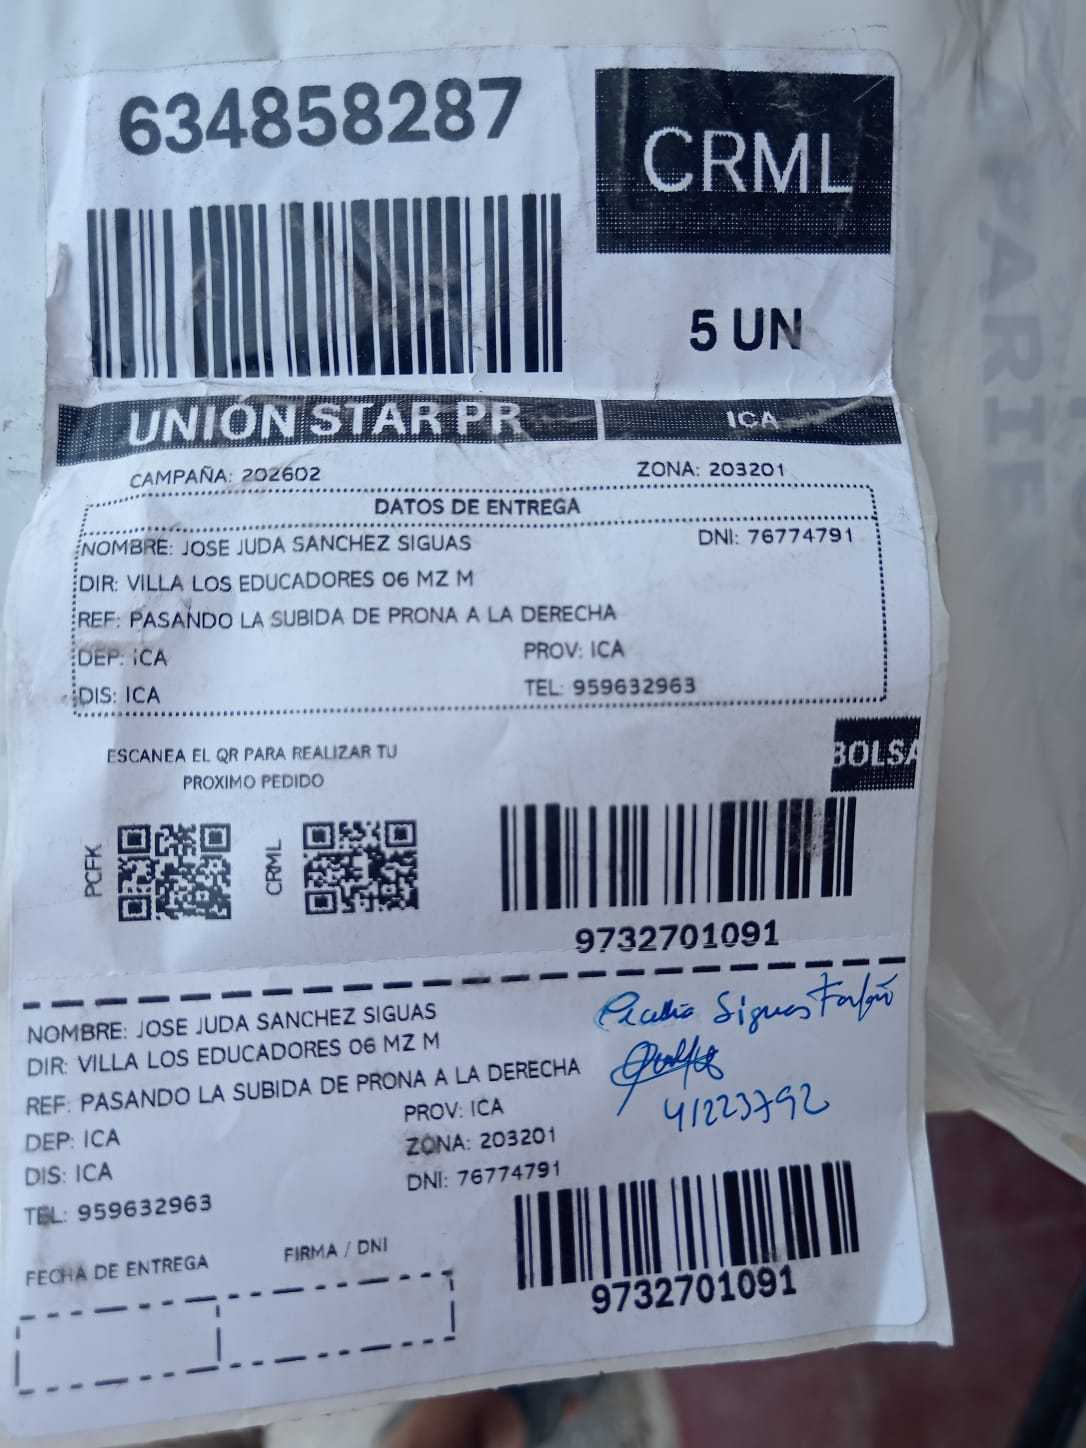 634858287
CRML
5 UN
UNIÓN STAR PR
ICA
CAMPAÑA: 202602
ZONA: 203201
DATOS DE ENTREGA
NOMBRE: JOSE JUDA SANCHEZ SIGUAS
DNI: 76774791
DIR: VILLA LOS EDUCADORES 06 MZ M
REF: PASANDO LA SUBIDA DE PRONA A LA DERECHA
DEP: ICA
PROV: ICA
DIS: ICA
TEL: 959632963
BOLSA
ESCANEA EL QR PARA REALIZAR TU
PROXIMO PEDIDO
PCFK
CRML
9732701091
NOMBRE: JOSE JUDA SANCHEZ SIGUAS
DIR: VILLA LOS EDUCADORES 06 MZ M
REF: PASANDO LA SUBIDA DE PRONA A LA DERECHA
DEP: ICA
PROV: ICA
DIS: ICA
ZONA: 203201
TEL: 959632963
DNI: 76774791
Siguas
41223792
FECHA DE ENTREGA
FIRMA / DNI
9732701091